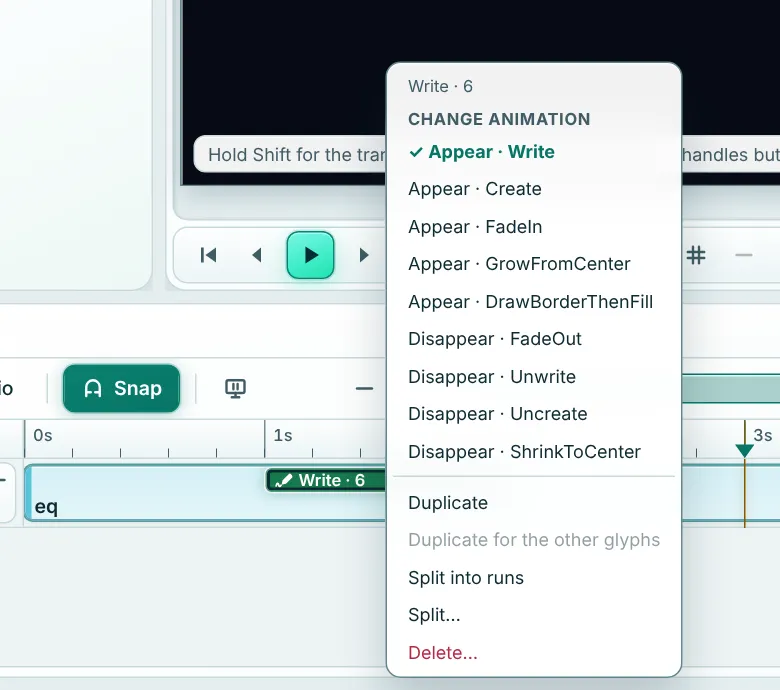 Write · 6
CHANGE ANIMATION
✓ Appear · Write
Hold Shift for the
handles
Appear · Create
Appear · FadeIn
Appear · GrowFromCenter
Appear · DrawBorderThenFill
Disappear · FadeOut
Disappear · Unwrite
Disappear · Uncreate
Disappear · ShrinkToCenter
Duplicate
Duplicate for the other glyphs
Split into runs
Split...
Delete...
Snap
0s
1s
3s
Write · 6
eq